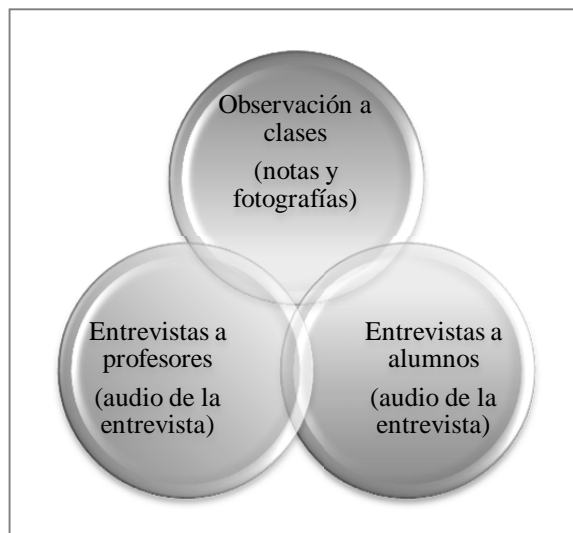 Observación a
clases
(notas y
fotografías)
Entrevistas a
profesores
(audio de la
entrevista)
Entrevistas a
alumnos
(audio de la
entrevista)